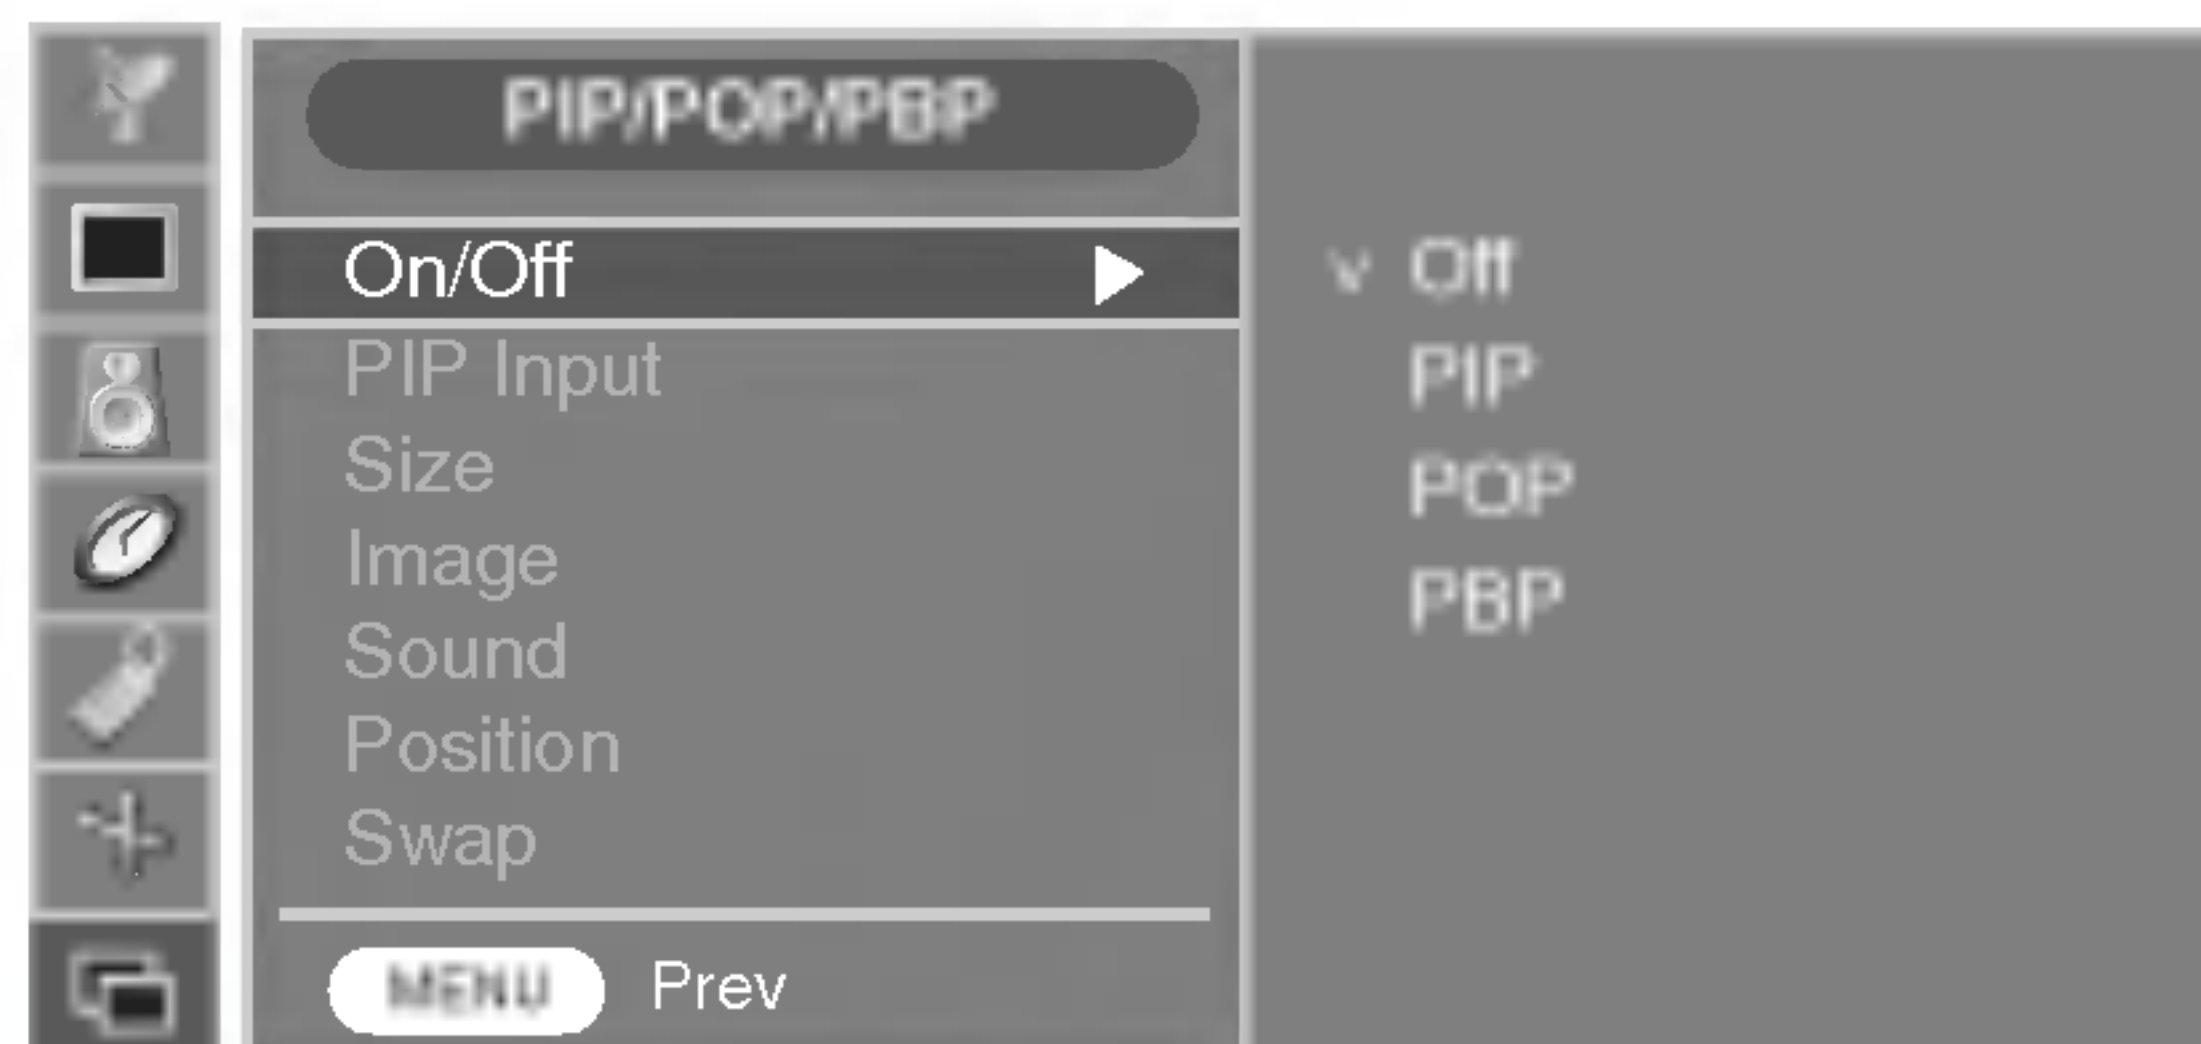 PIP/POP/PBP
On/Off
PIP Input
Size
Image
Sound
Position
Swap
MENU Prev
v Off
PIP
POP
PBP